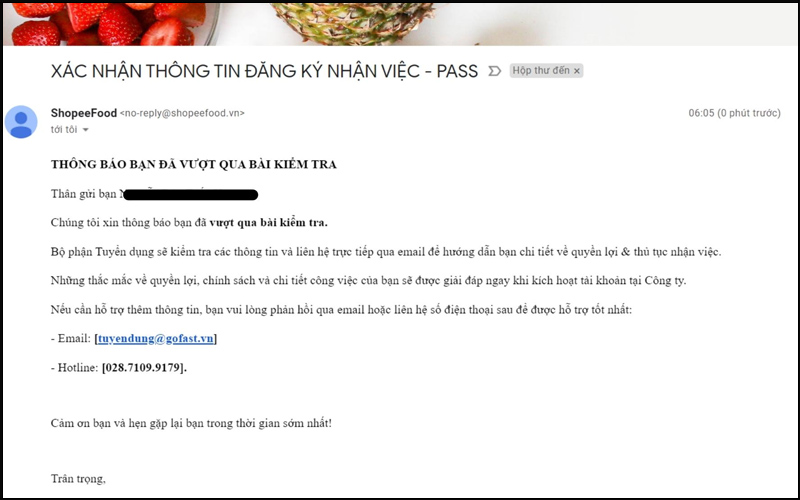 XÁC NHẬN THÔNG TIN ĐĂNG KÝ NHẬN VIỆC - PASS Hộp thư đến ×
ShopeeFood <no-reply@shopeefood.vn> 06:05 (0 phút trước)
tới tôi
THÔNG BÁO BẠN ĐÃ VƯỢT QUA BÀI KIỂM TRA
Thân gửi bạn
Chúng tôi xin thông báo bạn đã vượt qua bài kiểm tra.
Bộ phận Tuyển dụng sẽ kiểm tra các thông tin và liên hệ trực tiếp qua email để hướng dẫn bạn chi tiết về quyền lợi & thủ tục nhận việc.
Những thắc mắc về quyền lợi, chính sách và chi tiết công việc của bạn sẽ được giải đáp ngay khi kích hoạt tài khoản tại Công ty.
Nếu cần hỗ trợ thêm thông tin, bạn vui lòng phản hồi qua email hoặc liên hệ số điện thoại sau để được hỗ trợ tốt nhất:
- Email: [tuyendung@gofast.vn]
- Hotline: [028.7109.9179].
Cảm ơn bạn và hẹn gặp lại bạn trong thời gian sớm nhất!
Trân trọng,